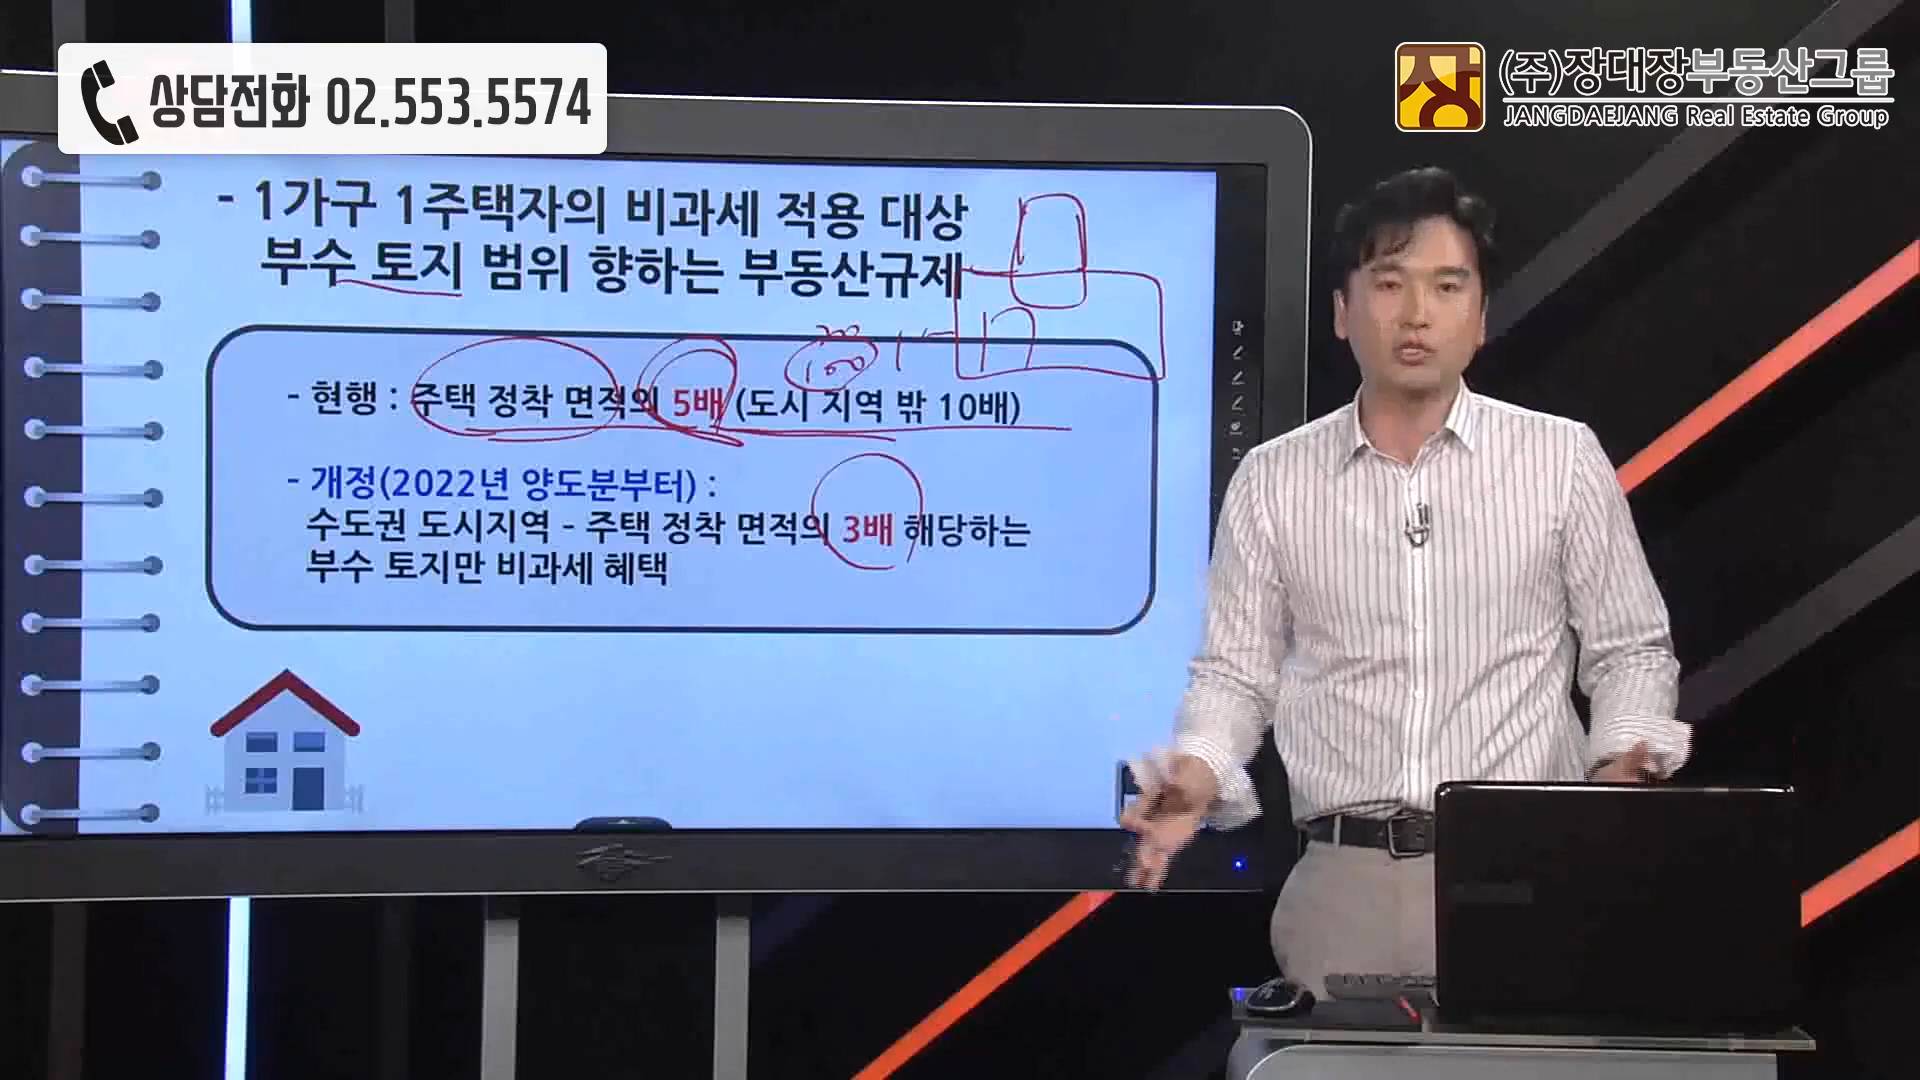 상담전화 02.553.5574
(주)장대장부동산그룹
JANGDAEJANG Real Estate Group
- 1가구 1주택자의 비과세 적용 대상
부수 토지 범위 향하는 부동산규제
200
100
- 현행 : 주택 정착 면적의 5배 (도시 지역 밖 10배)
- 개정(2022년 양도분부터) :
수도권 도시지역 - 주택 정착 면적의 3배 해당하는
부수 토지만 비과세 혜택